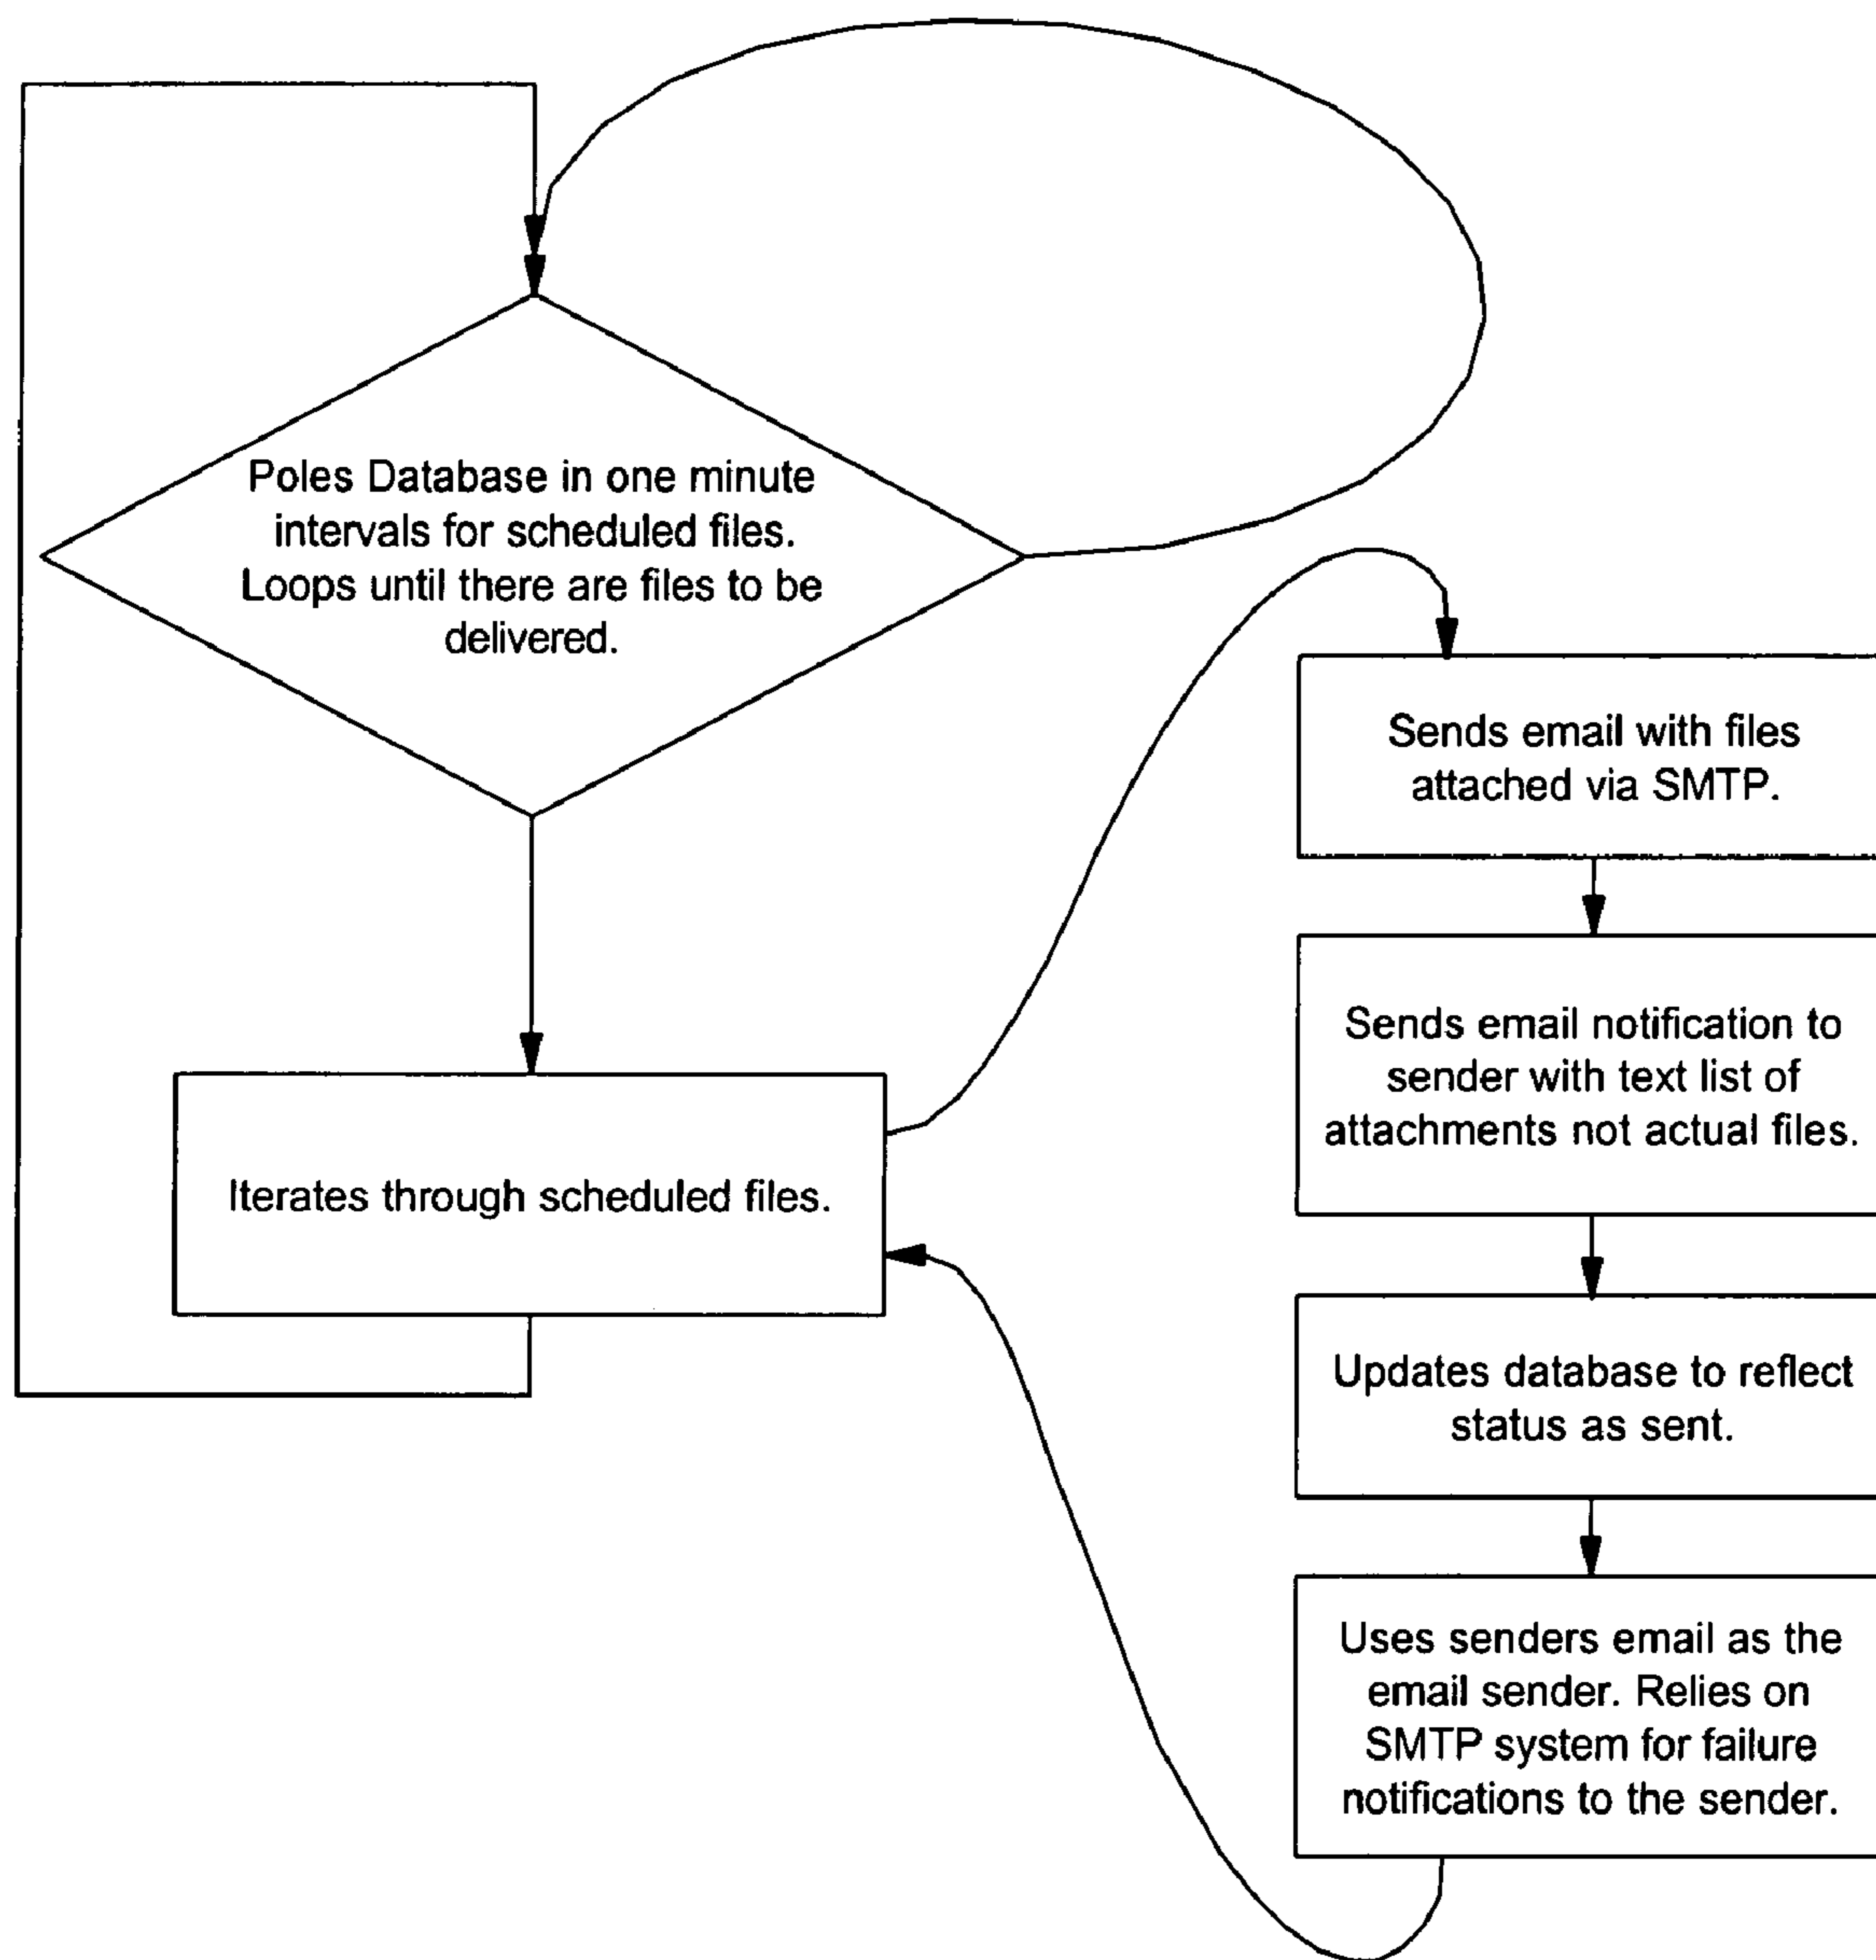 Poles Database in one minute
intervals for scheduled files.
Loops until there are files to be
delivered.
Sends email with files
attached via SMTP.
Sends email notification to
sender with text list of
attachments not actual files.
Iterates through scheduled files.
Updates database to reflect
status as sent.
Uses senders email as the
email sender. Relies on
SMTP system for failure
notifications to the sender.